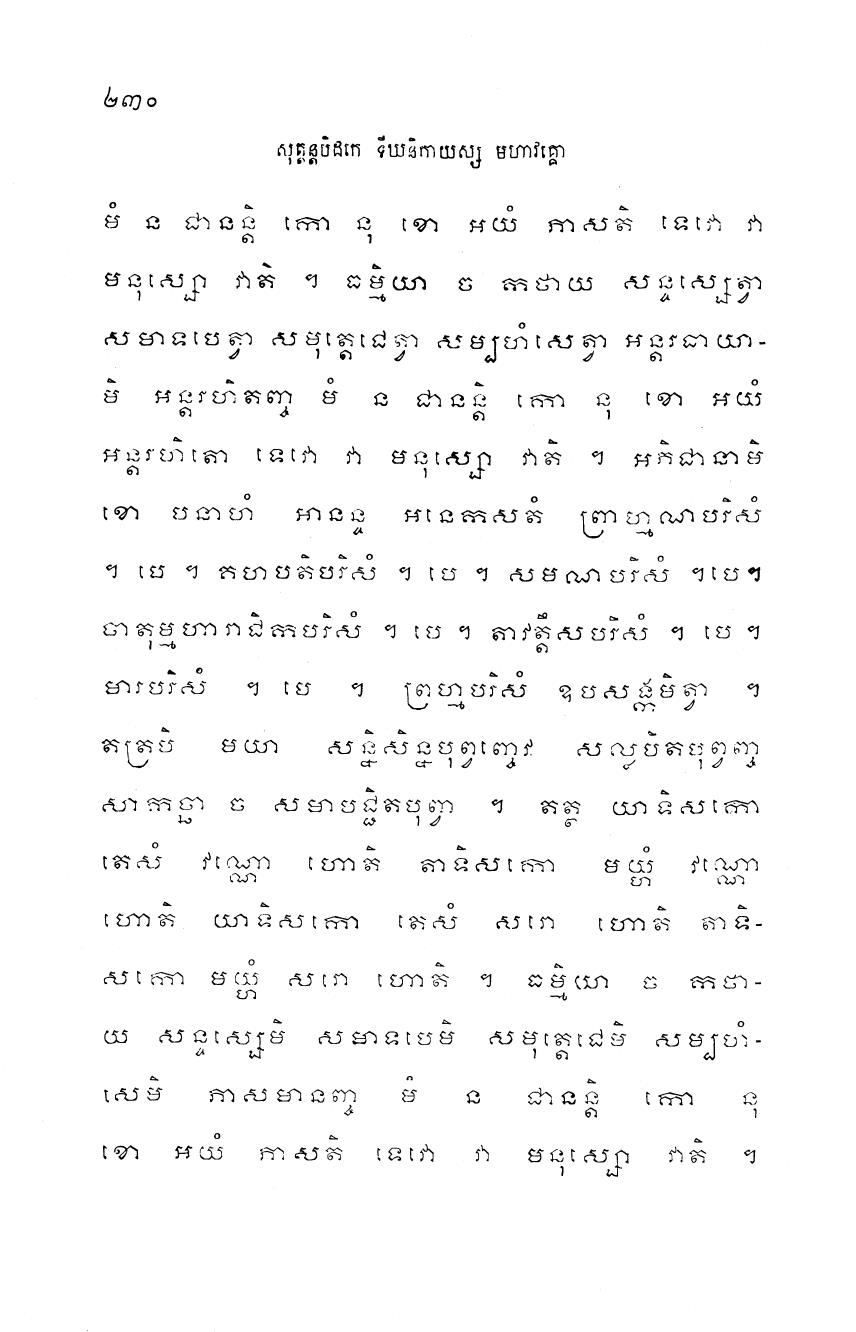 ២៣០
សុត្តន្តបិដកេ ទីឃនិកាយស្ស មហាវគ្គោ
មំ ន ជានន្តិ កោ នុ ខោ អយំ ភាសតិ ទេវោ វា
មនុស្សោ វាតិ ។ ធម្មិយា ច កថាយ សន្ទស្សេត្វា
សមាទបេត្វា សមុត្តេជេត្វា សម្បហំសេត្វា អន្តរធាយា-
មិ អន្តរហិតញ្ច មំ ន ជានន្តិ កោ នុ ខោ អយំ
អន្តរហិតោ ទេវោ វា មនុស្សោ វាតិ ។ អភិជានាមិ
ខោ បនាហំ អានន្ទ អនេកសតំ ព្រាហ្មណបរិសំ
។ បេ ។ គហបតិបរិសំ ។ បេ ។ សមណបរិសំ ។បេ។
ចាតុម្មហារាជិកបរិសំ ។ បេ ។ តាវត្តឹសបរិសំ ។ បេ ។
មារបរិសំ ។ បេ ។ ព្រហ្មបរិសំ ឧបសង្កមិត្វា ។
តត្របិ មយា សន្និសិន្នបុព្វញ្ចេវ សល្លបិតបុព្វញ្ច
សាកច្ឆា ច សមាបជ្ជិតបុព្វា ។ តត្ថ យាទិសកោ
តេសំ វណ្ណោ ហោតិ តាទិសកោ មយ្ហំ វណ្ណោ
ហោតិ យាទិសកោ តេសំ សរោ ហោតិ តាទិ-
សកោ មយ្ហំ សរោ ហោតិ ។ ធម្មិយា ច កថា-
យ សន្ទស្សេមិ សមាទបេមិ សមុត្តេជេមិ សម្បហំ-
សេមិ ភាសមានញ្ច មំ ន ជានន្តិ កោ នុ
ខោ អយំ ភាសតិ ទេវោ វា មនុស្សោ វាតិ ។